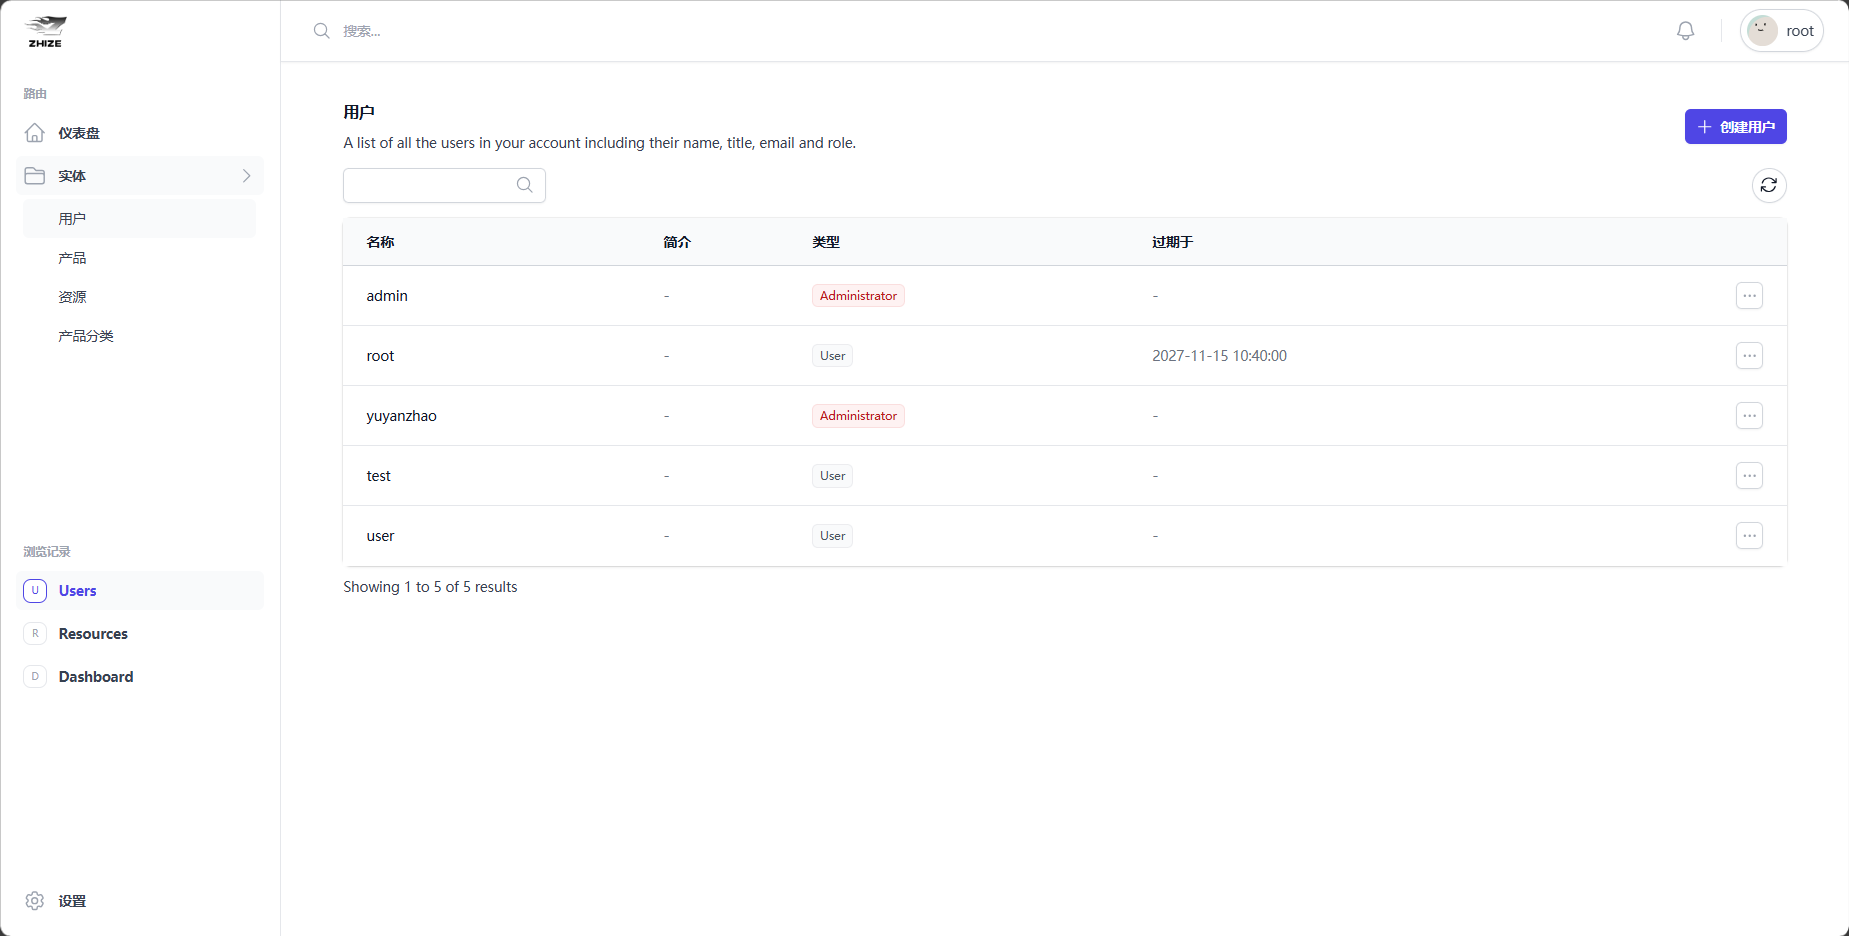 ZHIZE
搜索...
root
路由
仪表盘
实体
用户
产品
资源
产品分类
浏览记录
U Users
R Resources
D Dashboard
设置
用户
A list of all the users in your account including their name, title, email and role.
创建用户
名称 简介 类型 过期于
admin - Administrator -
root - User 2027-11-15 10:40:00
yuyanzhao - Administrator -
test - User -
user - User -
Showing 1 to 5 of 5 results